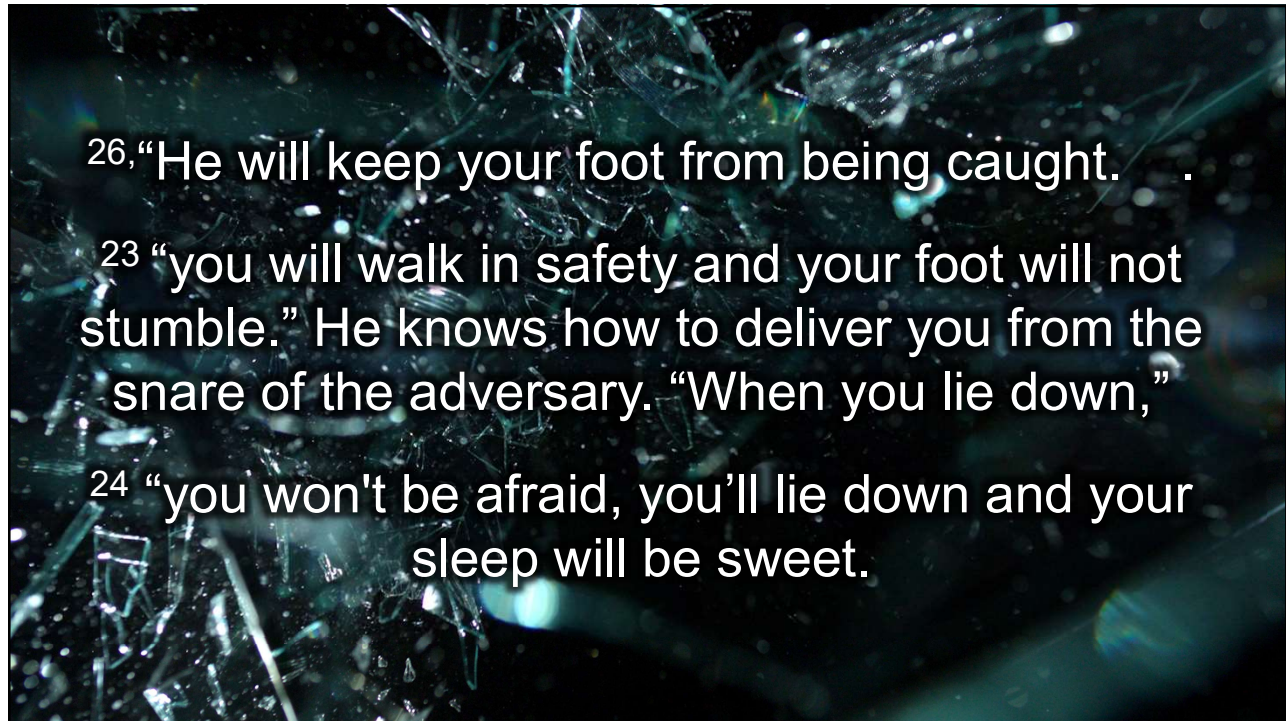 26,“He will keep your foot from being caught. .
23 “you will walk in safety and your foot will not
stumble.” He knows how to deliver you from the
snare of the adversary. “When you lie down,”
24 “you won't be afraid, you’ll lie down and your
sleep will be sweet.